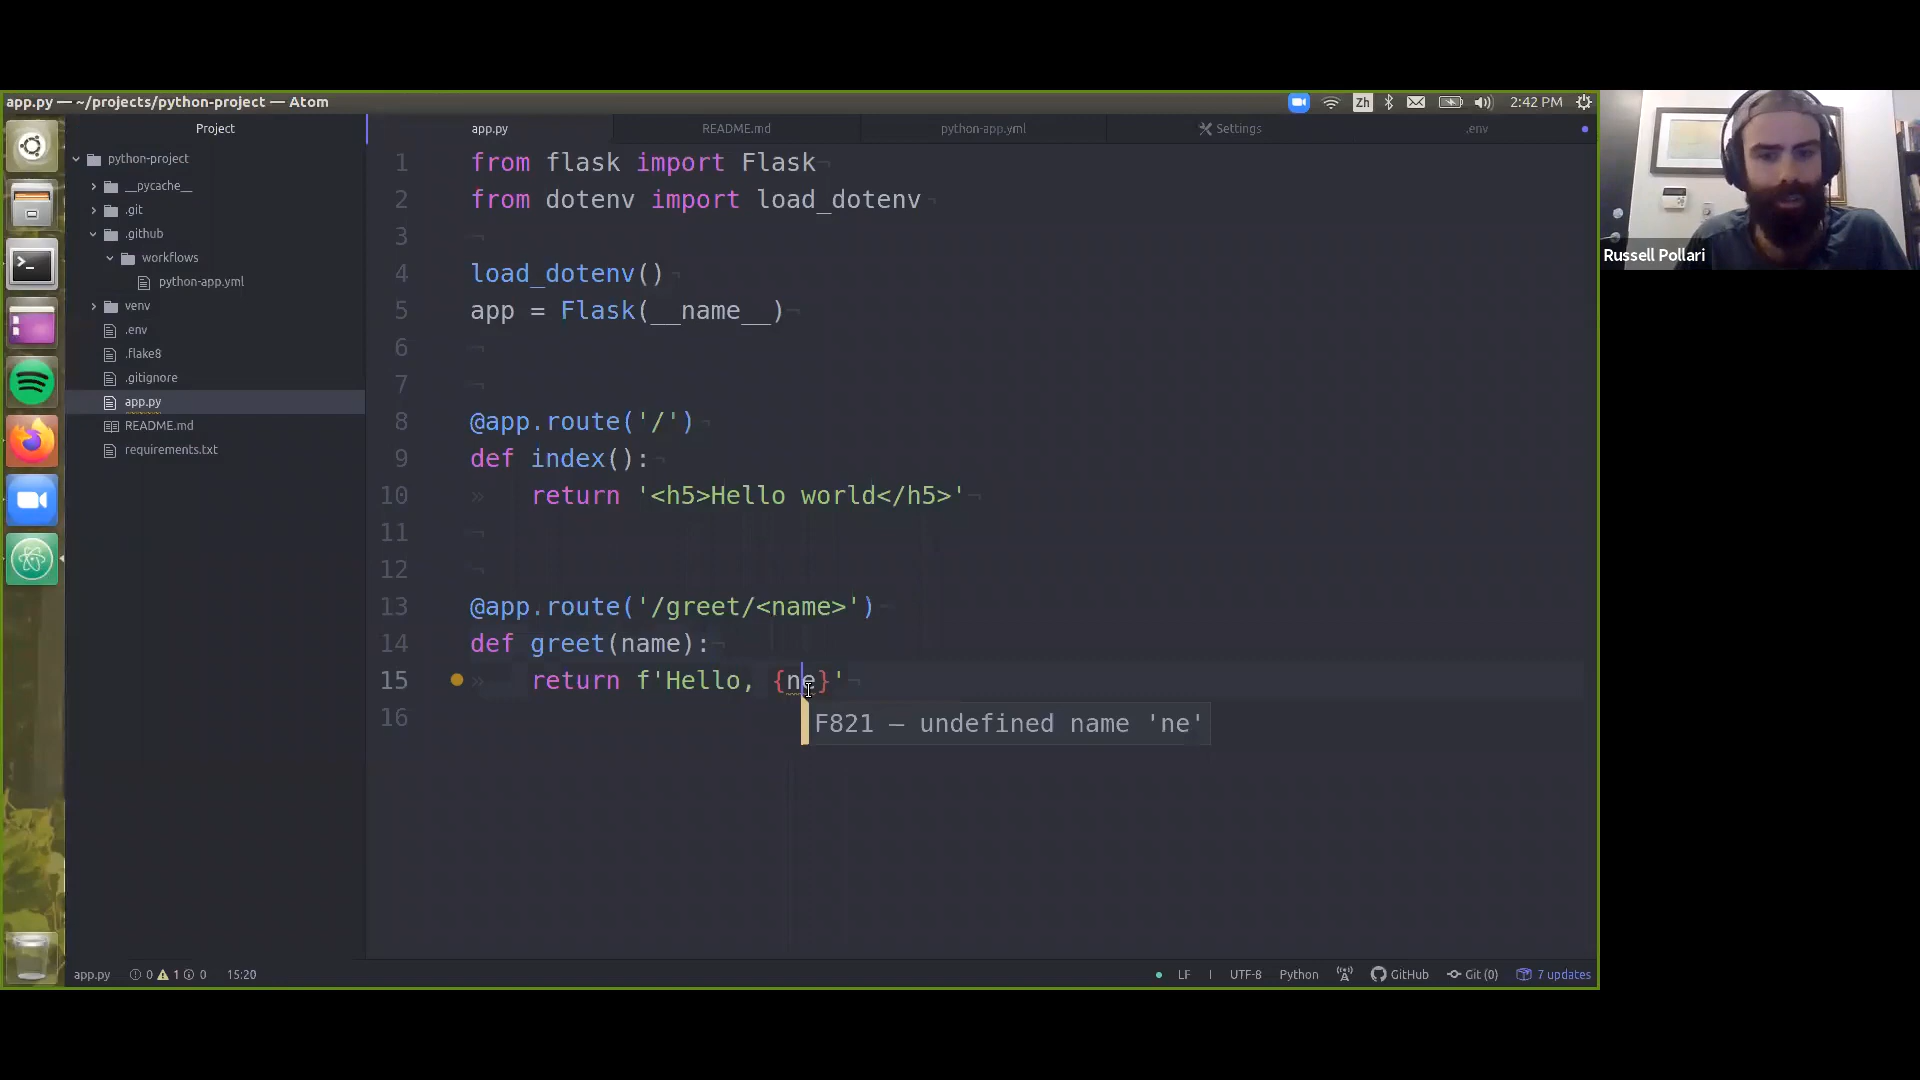 app.py — ~/projects/python-project — Atom
Zh
2:42 PM
Project
app.py
README.md
python-app.yml
Settings
.env
python-project
__pycache__
.git
.github
workflows
python-app.yml
venv
.env
.flake8
.gitignore
app.py
README.md
requirements.txt
1 from flask import Flask¬
2 from dotenv import load_dotenv¬
3 ¬
4 load_dotenv()¬
5 app = Flask(__name__)¬
6 ¬
7 ¬
8 @app.route('/')¬
9 def index():¬
10 » return '<h5>Hello world</h5>'¬
11 ¬
12 ¬
13 @app.route('/greet/<name>')¬
14 def greet(name):¬
15 » return f'Hello, {ne}'¬
F821 — undefined name 'ne'
16
app.py 0 1 0 15:20
LF UTF-8 Python GitHub Git (0) 7 updates
Russell Pollari